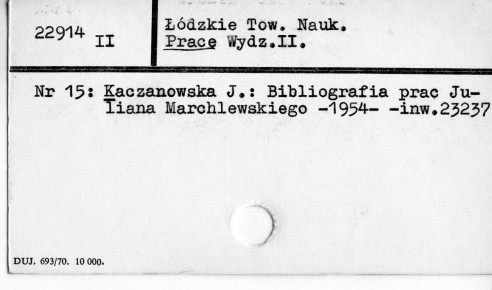 22914 II
Łódzkie Tow. Nauk.
Prace Wydz.II.
Nr 15: Kaczanowska J.: Bibliografia prac Ju-
liana Marchlewskiego -1954- -inw.23237
DUJ. 693/70. 10 000.